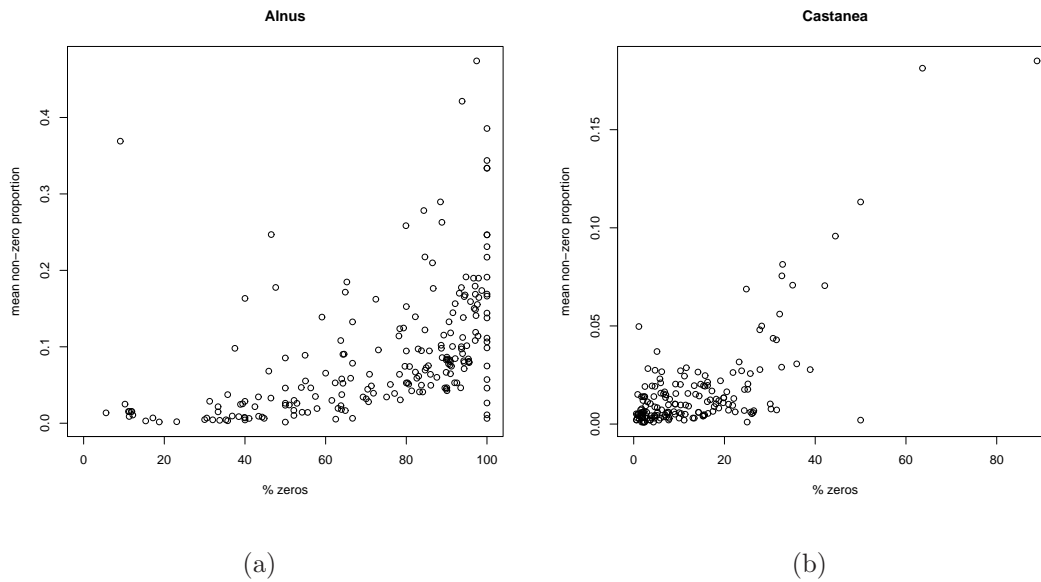 Alnus
mean non−zero proportion
0.0 0.1 0.2 0.3 0.4
0 20 40 60 80 100
% zeros
(a)
Castanea
mean non−zero proportion
0.00 0.05 0.10 0.15
0 20 40 60 80
% zeros
(b)